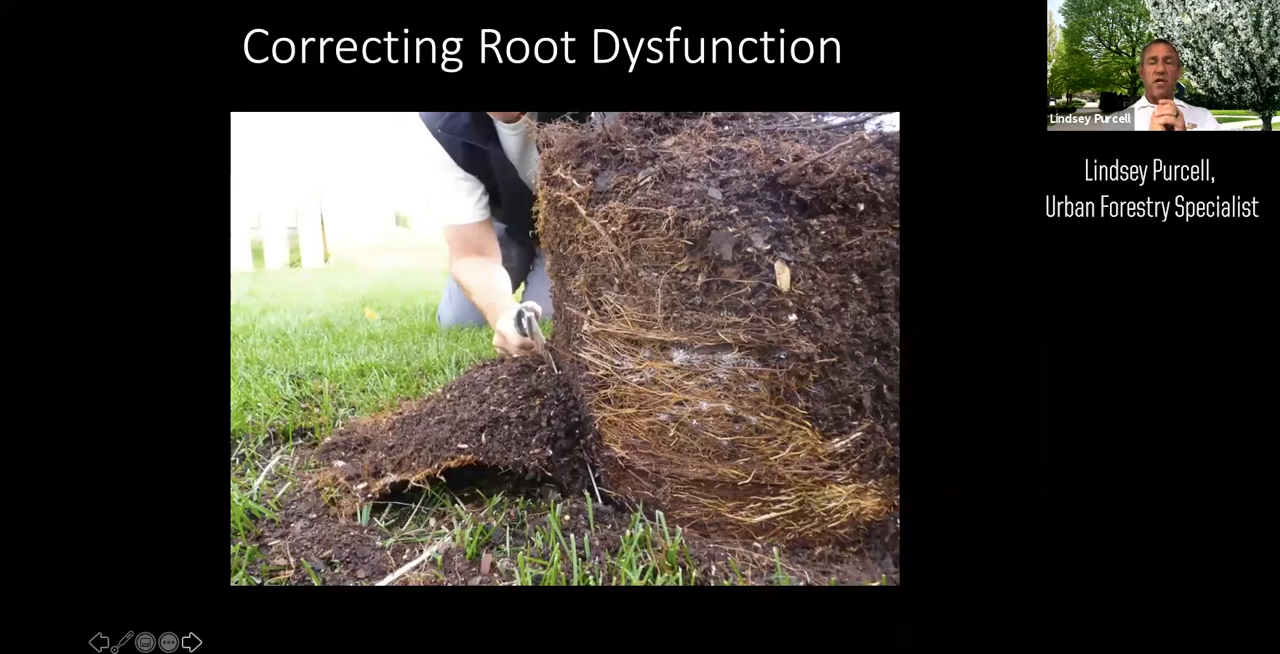 Correcting Root Dysfunction
Lindsey Purcell
Lindsey Purcell,
Urban Forestry Specialist